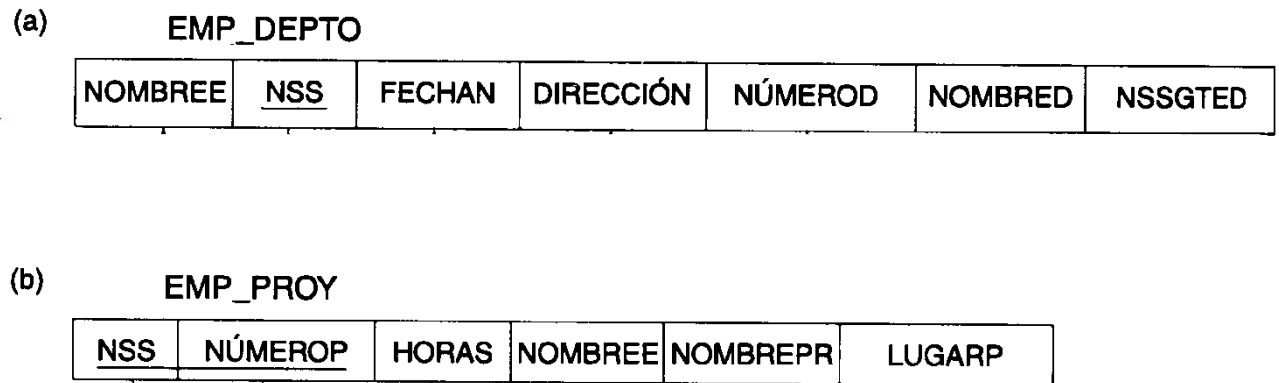 (a) EMP_DEPTO
NOMBREE NSS FECHAN DIRECCIÓN NÚMEROD NOMBRED NSSGTED
(b) EMP_PROY
NSS NÚMEROP HORAS NOMBREE NOMBREPR LUGARP